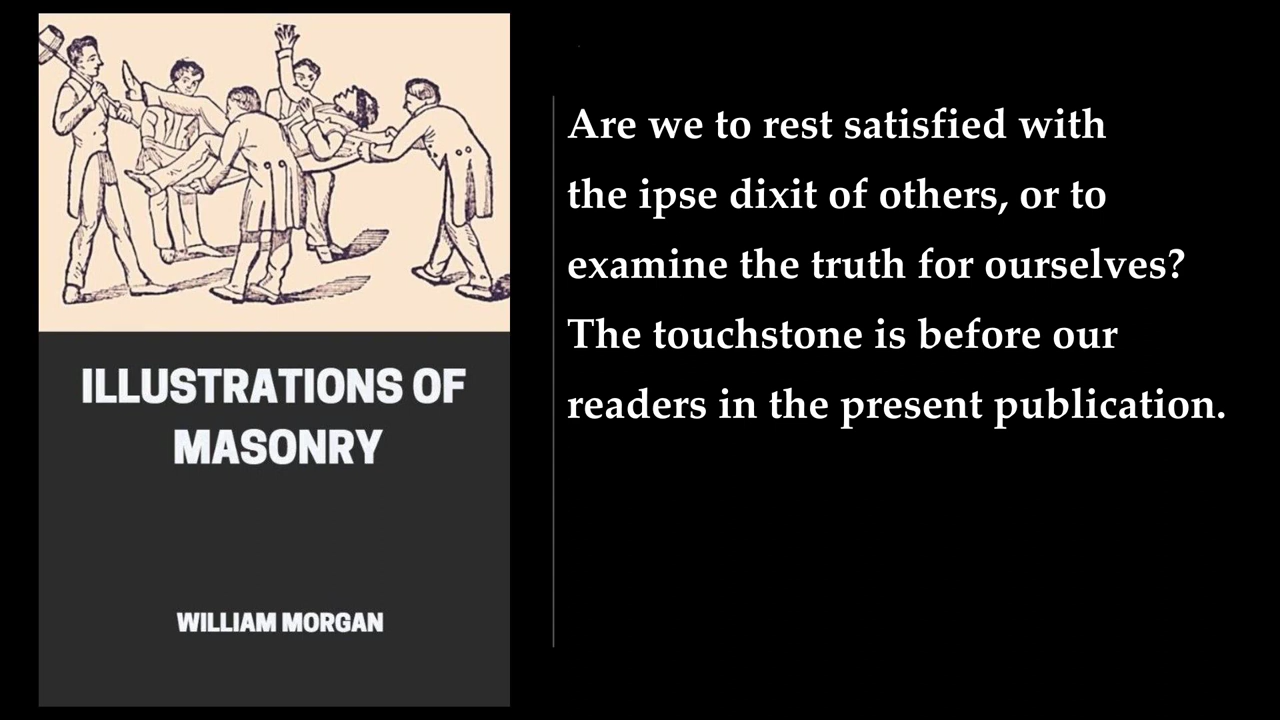 ILLUSTRATIONS OF
MASONRY
WILLIAM MORGAN
Are we to rest satisfied with
the ipse dixit of others, or to
examine the truth for ourselves?
The touchstone is before our
readers in the present publication.